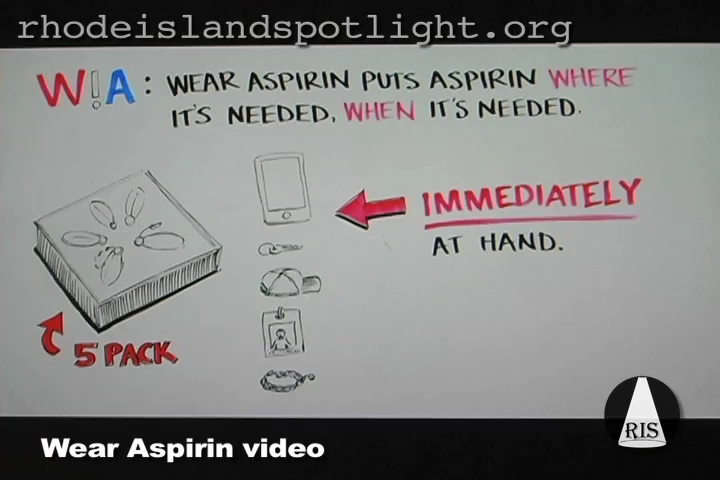 rhodeislandspotlight.org
W!A: WEAR ASPIRIN PUTS ASPIRIN WHERE
IT'S NEEDED, WHEN IT'S NEEDED.
IMMEDIATELY
AT HAND.
5 PACK
RIS
Wear Aspirin video